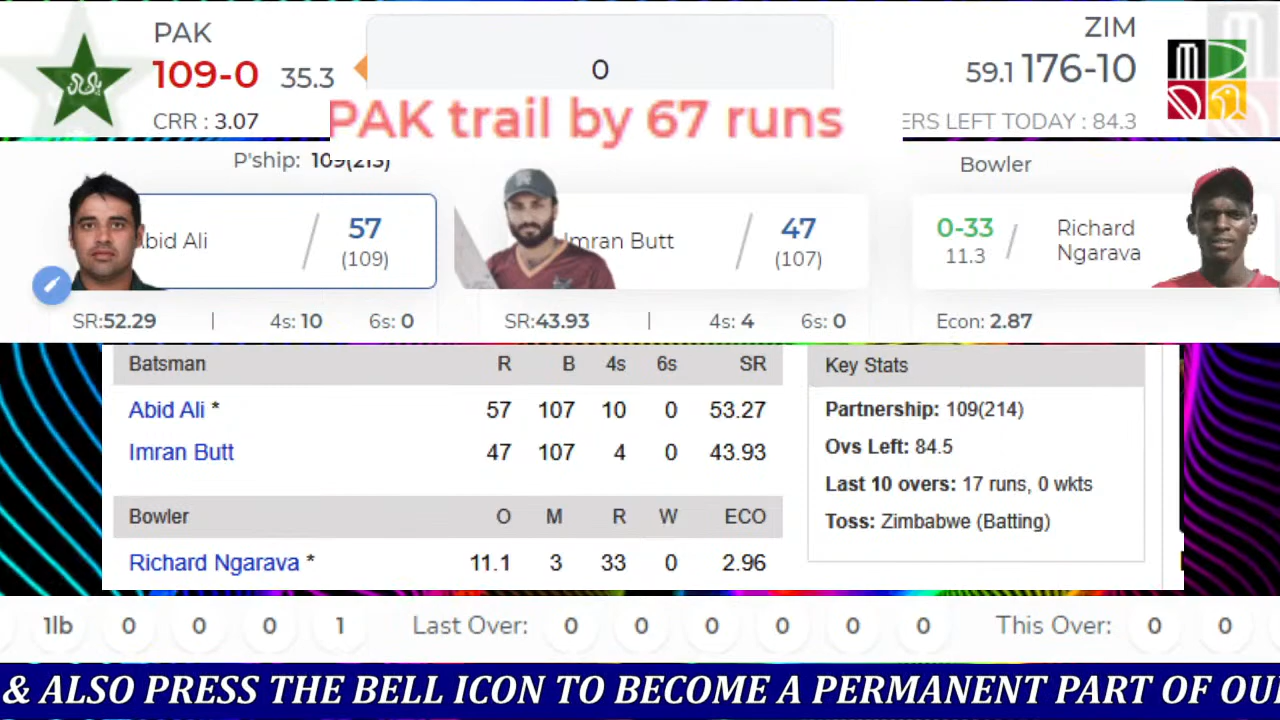 PAK
109-0 35.3
CRR : 3.07
0
PAK trail by 67 runs
ZIM
59.1 176-10
ERS LEFT TODAY : 84.3
P'ship: 109(213)
Bowler
Abid Ali
57
(109)
Imran Butt
47
(107)
0-33
11.3
Richard
Ngarava
SR:52.29 | 4s: 10 6s: 0
SR:43.93 | 4s: 4 6s: 0
Econ: 2.87
Batsman R B 4s 6s SR
Abid Ali * 57 107 10 0 53.27
Imran Butt 47 107 4 0 43.93
Bowler O M R W ECO
Richard Ngarava * 11.1 3 33 0 2.96
Key Stats
Partnership: 109(214)
Ovs Left: 84.5
Last 10 overs: 17 runs, 0 wkts
Toss: Zimbabwe (Batting)
1lb 0 0 0 1 Last Over: 0 0 0 0 0 0 This Over: 0 0
& ALSO PRESS THE BELL ICON TO BECOME A PERMANENT PART OF OU